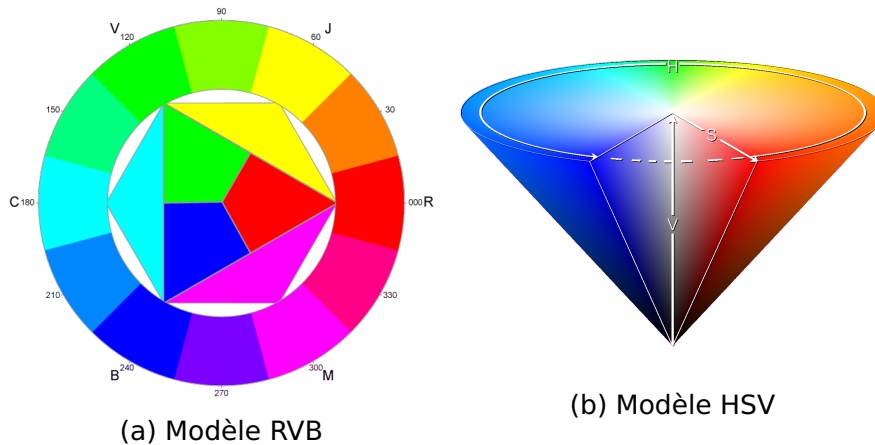 90
V J
120 60
150 30
C 180 000 R
210 330
B 240 300 M
270
(a) Modèle RVB
H
S
V
(b) Modèle HSV